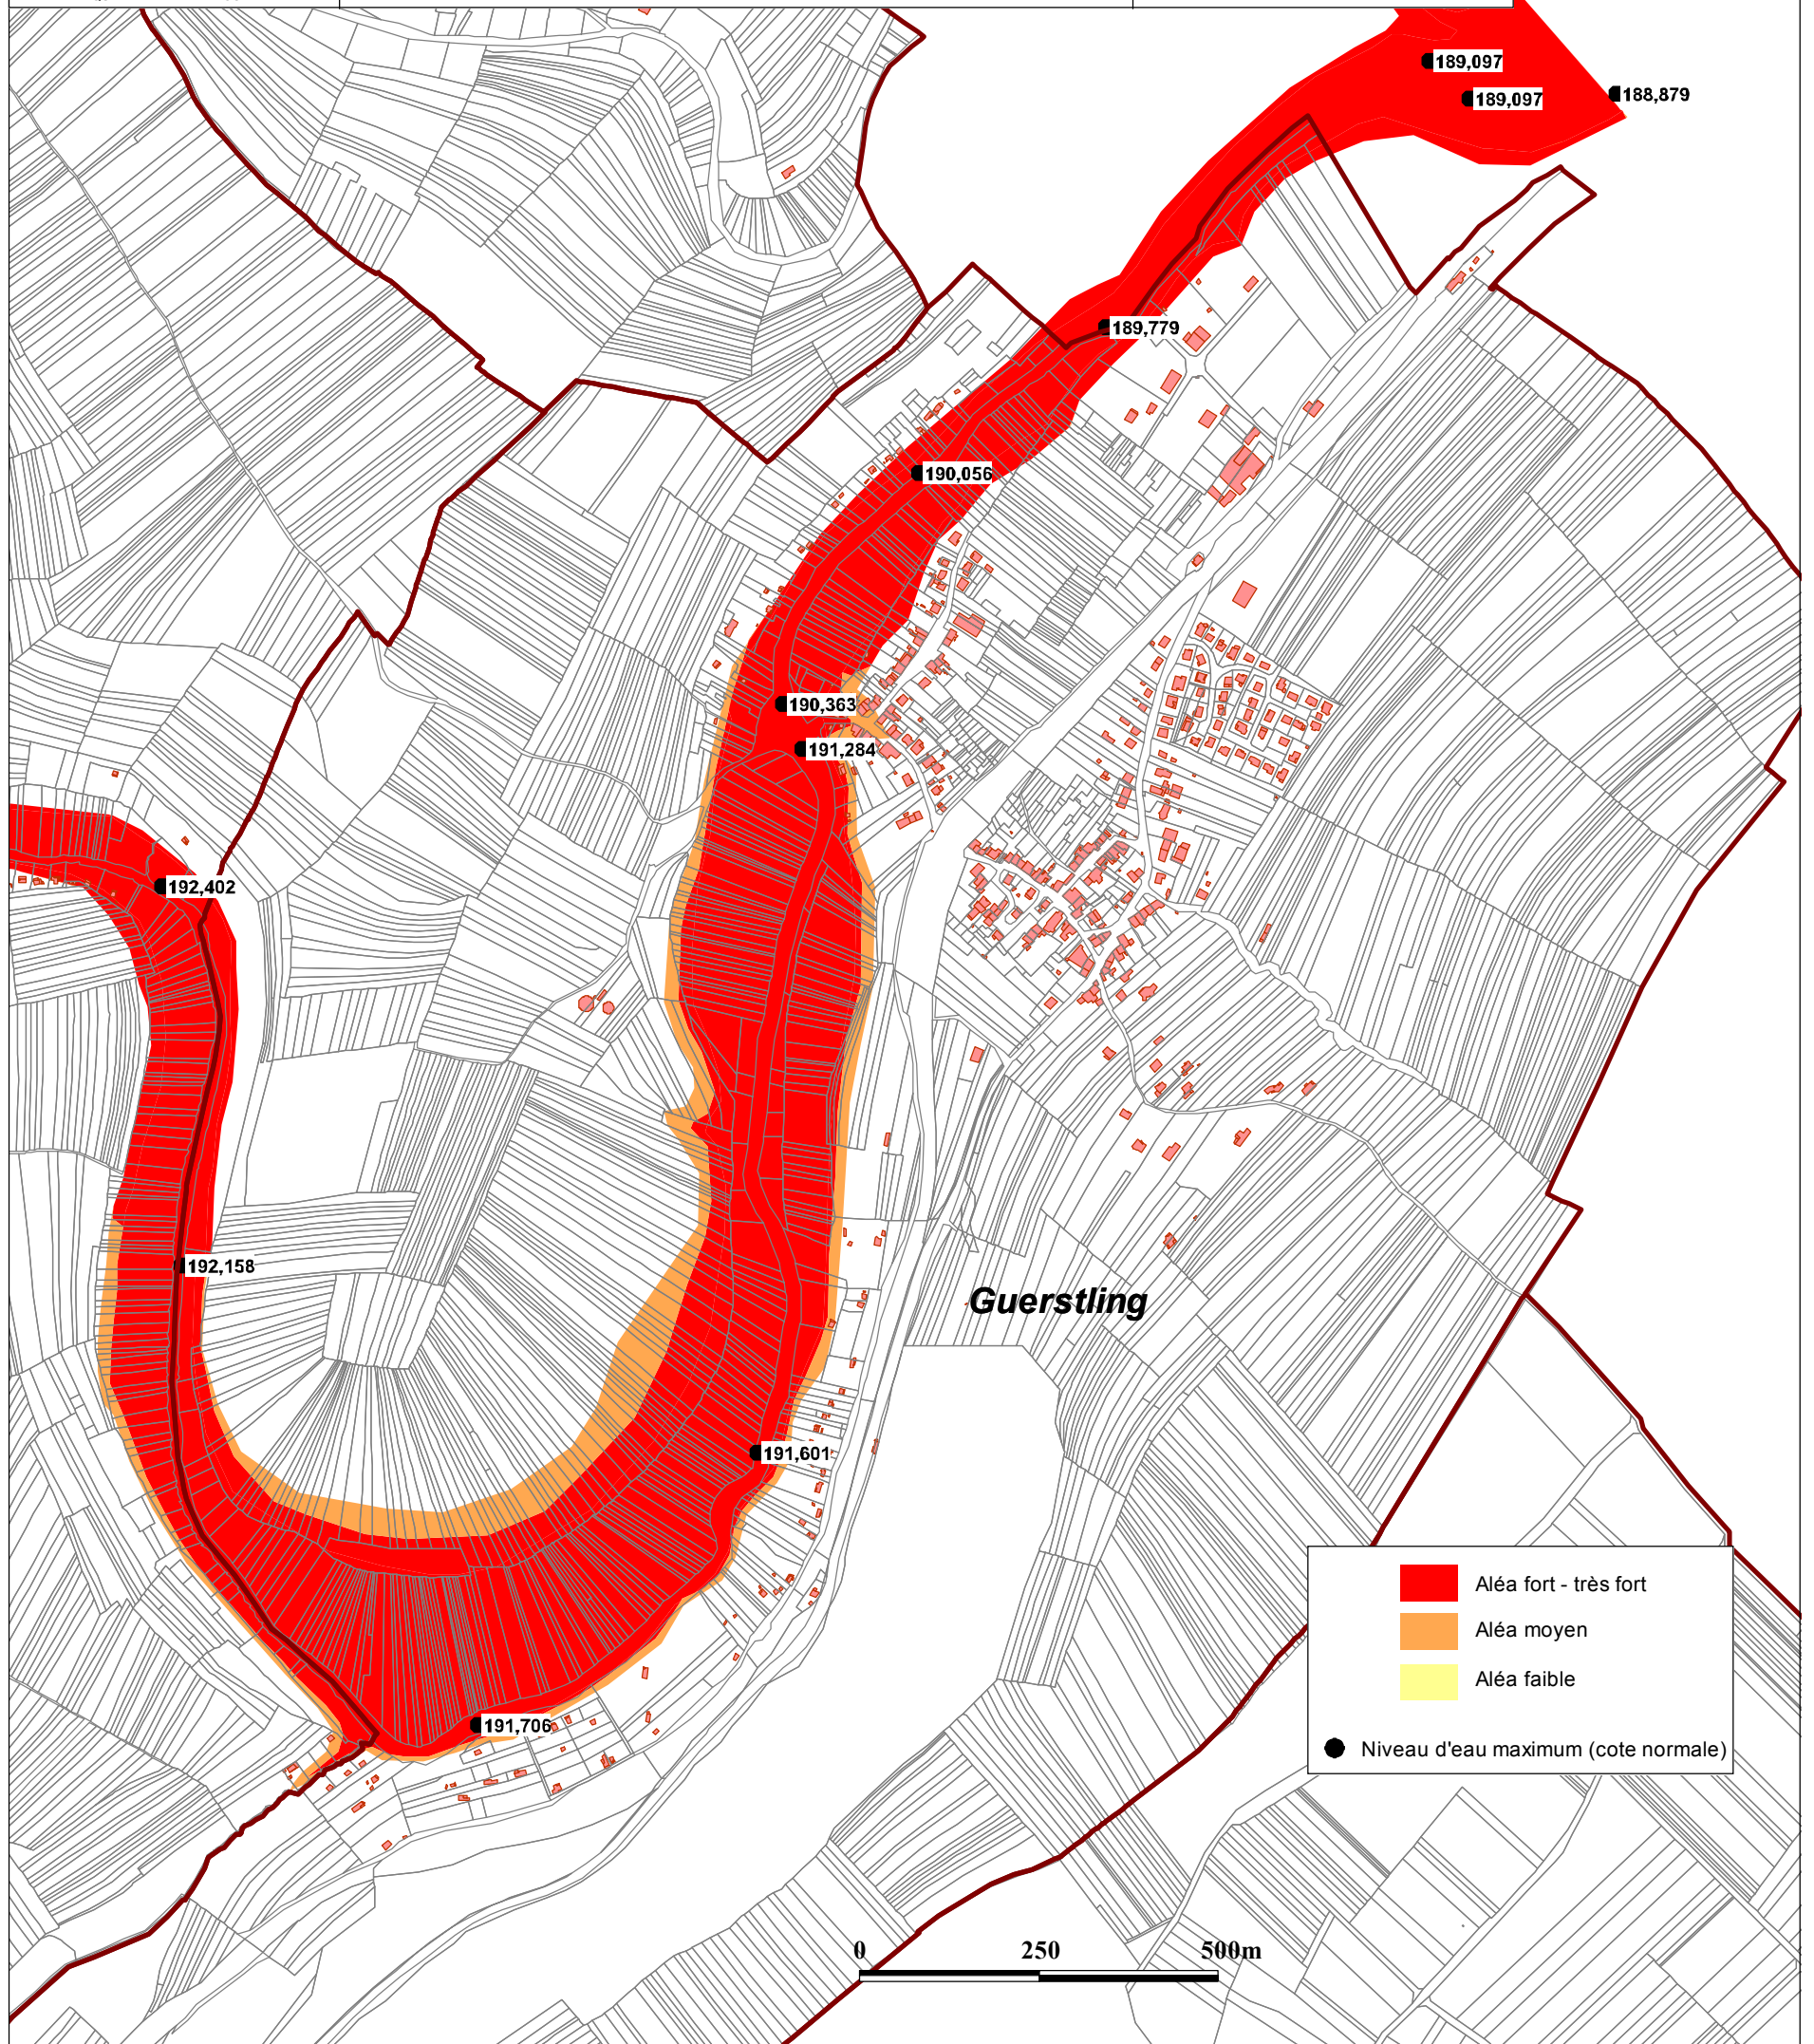 189,097
189,097
188,879
189,779
190,056
190,363
191,284
192,402
192,158
Guerstling
191,601
191,706
Aléa fort - très fort
Aléa moyen
Aléa faible
Niveau d'eau maximum (cote normale)
0 250 500m